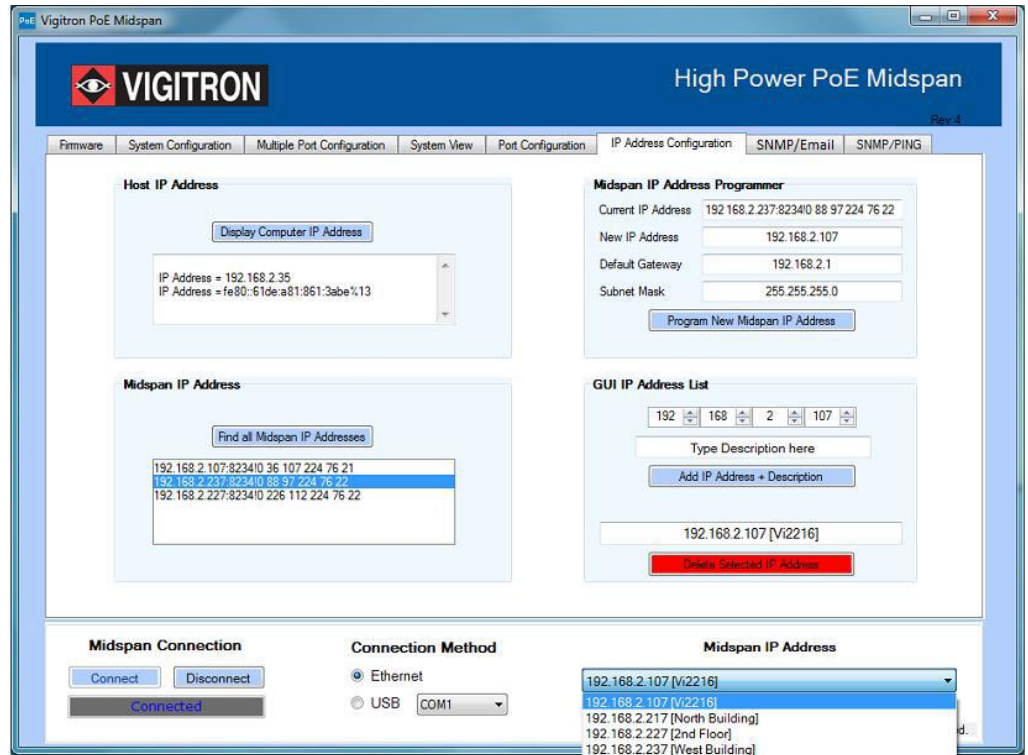 Vigitron PoE Midspan
VIGITRON
High Power PoE Midspan
Rev 4
Firmware
System Configuration
Multiple Port Configuration
System View
Port Configuration
IP Address Configuration
SNMP/Email
SNMP/PING
Host IP Address
Display Computer IP Address
IP Address = 192.168.2.35
IP Address = fe80::61de:a81:861:3abe%13
Midspan IP Address Programmer
Current IP Address 192.168.2.237:8234!0 88 97 224 76 22
New IP Address 192.168.2.107
Default Gateway 192.168.2.1
Subnet Mask 255.255.255.0
Program New Midspan IP Address
Midspan IP Address
Find all Midspan IP Addresses
192.168.2.107:8234!0 36 107 224 76 21
192.168.2.237:8234!0 88 97 224 76 22
192.168.2.227:8234!0 226 112 224 76 22
GUI IP Address List
192 168 2 107
Type Description here
Add IP Address + Description
192.168.2.107 [Vi2216]
Delete Selected IP Address
Midspan Connection
Connect Disconnect
Connected
Connection Method
Ethernet
USB COM1
Midspan IP Address
192.168.2.107 [Vi2216]
192.168.2.107 [Vi2216]
192.168.2.217 [North Building]
192.168.2.227 [2nd Floor]
192.168.2.237 [West Building]